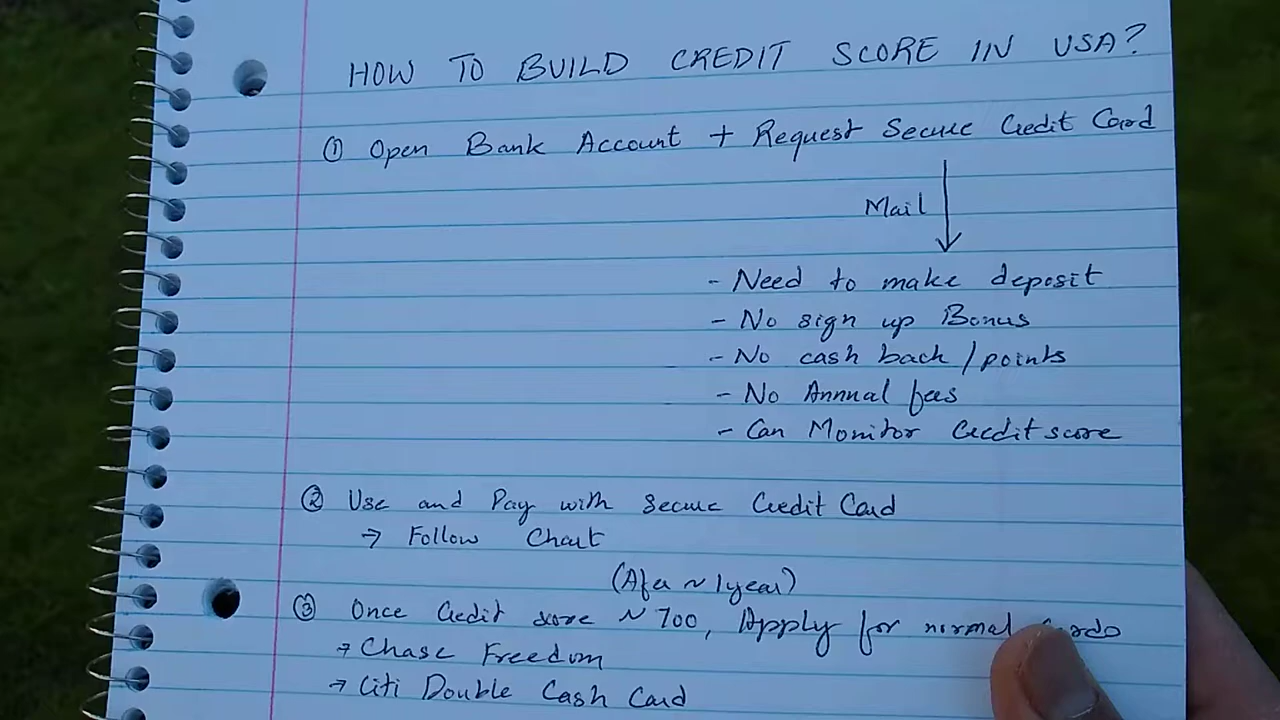 HOW TO BUILD CREDIT SCORE IN USA?
① Open Bank Account + Request Secure Credit Card
Mail
- Need to make deposit
- No sign up Bonus
- No cash back/points
- No Annual fees
- Can Monitor Credit score
② Use and Pay with Secure Credit Card
→ Follow Chart
(After ~ 1 year)
③ Once Credit score ~ 700, Apply for normal cards
→ Chase Freedom
→ Citi Double Cash Card